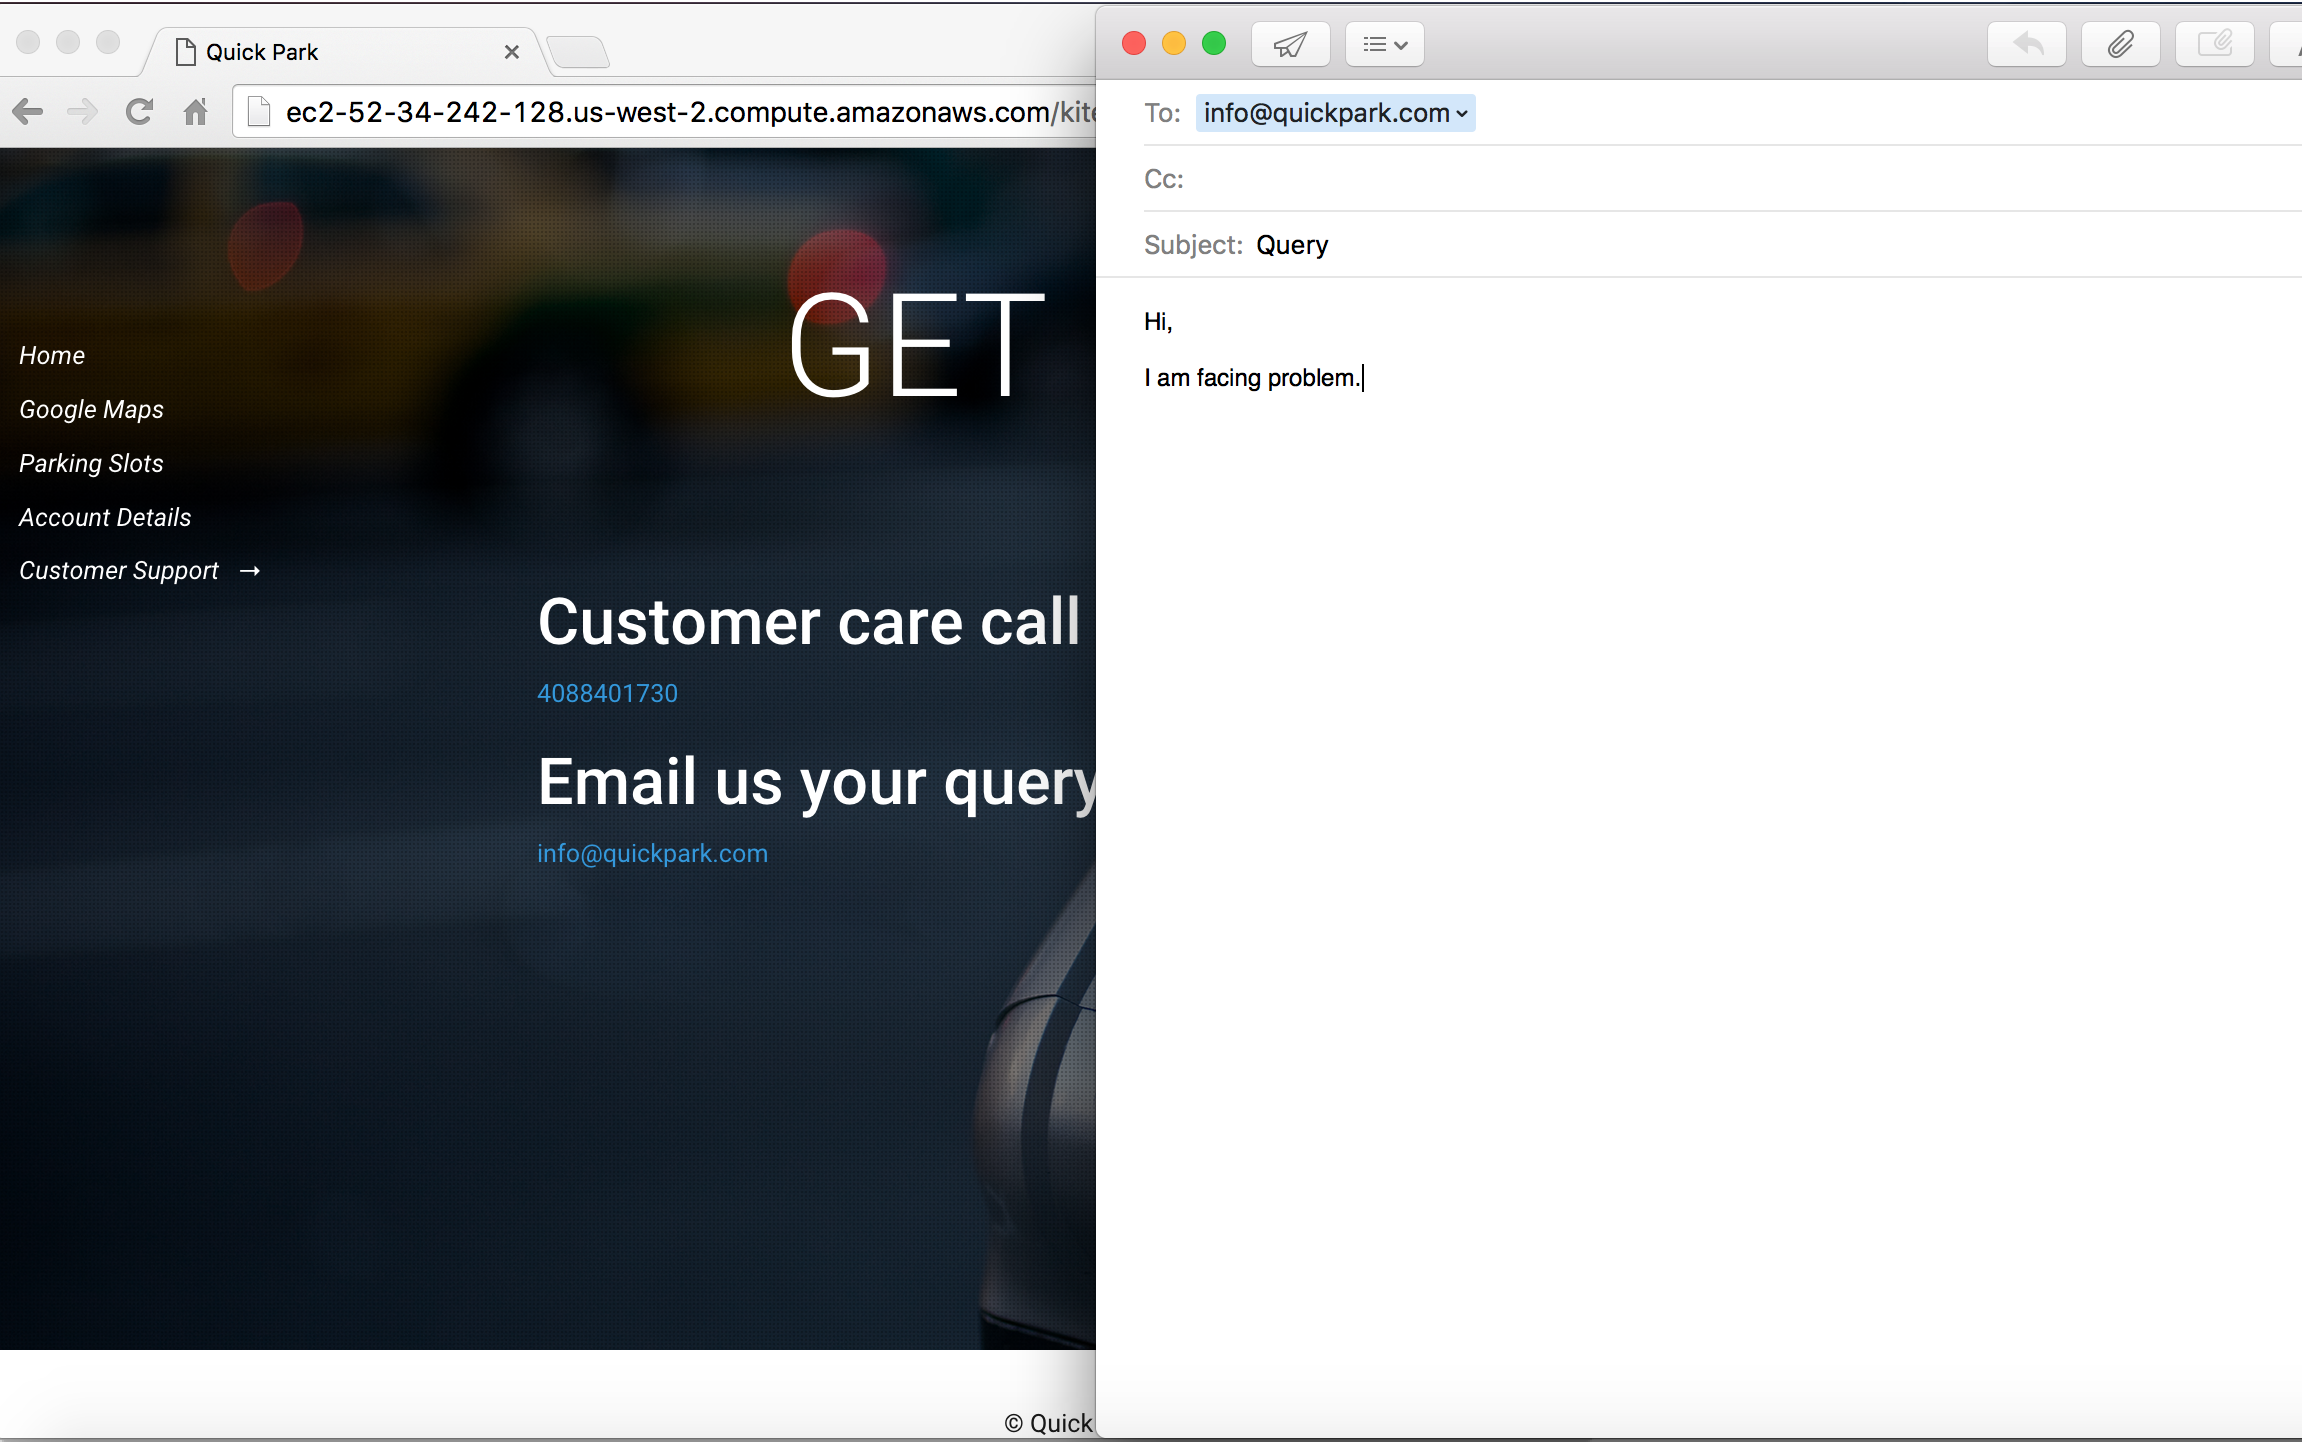 Quick Park
ec2-52-34-242-128.us-west-2.compute.amazonaws.com
GET
Home
Google Maps
Parking Slots
Account Details
Customer Support →
Customer care call
4088401730
Email us your query
info@quickpark.com
© Quick
To: info@quickpark.com
Cc:
Subject: Query
Hi,
I am facing problem.